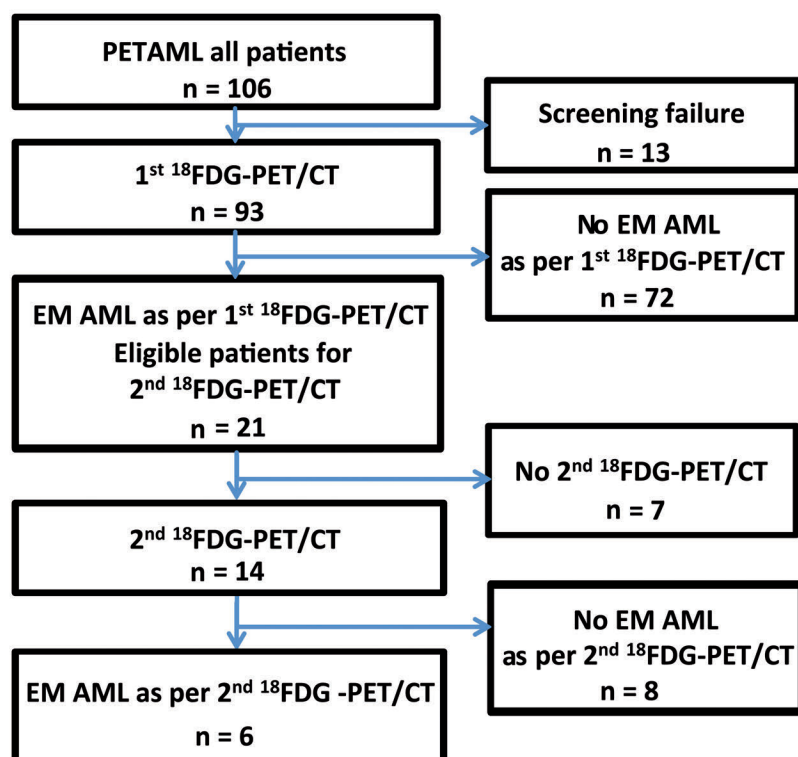 PETAML all patients
n = 106
Screening failure
n = 13
1st 18FDG-PET/CT
n = 93
No EM AML
as per 1st 18FDG-PET/CT
n = 72
EM AML as per 1st 18FDG-PET/CT
Eligible patients for
2nd 18FDG-PET/CT
n = 21
No 2nd 18FDG-PET/CT
n = 7
2nd 18FDG-PET/CT
n = 14
No EM AML
as per 2nd 18FDG-PET/CT
n = 8
EM AML as per 2nd 18FDG -PET/CT
n = 6